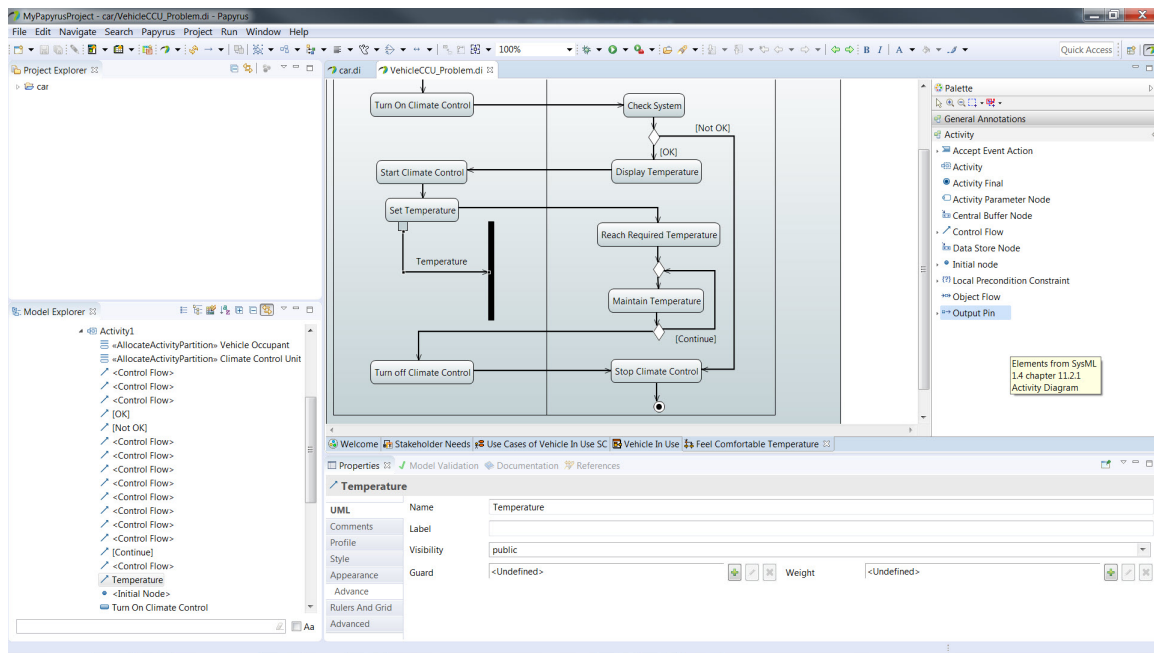 MyPapyrusProject - car/VehicleCCU_Problem.di - Papyrus
File Edit Navigate Search Papyrus Project Run Window Help
100%
B I A
Quick Access
Project Explorer
car
car.di VehicleCCU_Problem.di
Turn On Climate Control
Check System
[Not OK]
[OK]
Start Climate Control
Display Temperature
Set Temperature
Reach Required Temperature
Temperature
Maintain Temperature
[Continue]
Turn off Climate Control
Stop Climate Control
Palette
General Annotations
Activity
Accept Event Action
Activity
Activity Final
Activity Parameter Node
Central Buffer Node
Control Flow
Data Store Node
Initial node
Local Precondition Constraint
Object Flow
Output Pin
Elements from SysML
1.4 chapter 11.2.1
Activity Diagram
Model Explorer
Activity1
«AllocateActivityPartition» Vehicle Occupant
«AllocateActivityPartition» Climate Control Unit
<Control Flow>
<Control Flow>
<Control Flow>
[OK]
[Not OK]
<Control Flow>
<Control Flow>
<Control Flow>
<Control Flow>
<Control Flow>
<Control Flow>
<Control Flow>
<Control Flow>
[Continue]
<Control Flow>
Temperature
<Initial Node>
Turn On Climate Control
Aa
Welcome Stakeholder Needs Use Cases of Vehicle In Use SC Vehicle In Use Feel Comfortable Temperature
Properties Model Validation Documentation References
Temperature
UML
Comments
Profile
Style
Appearance
Advance
Rulers And Grid
Advanced
Name Temperature
Label
Visibility public
Guard <Undefined> Weight <Undefined>